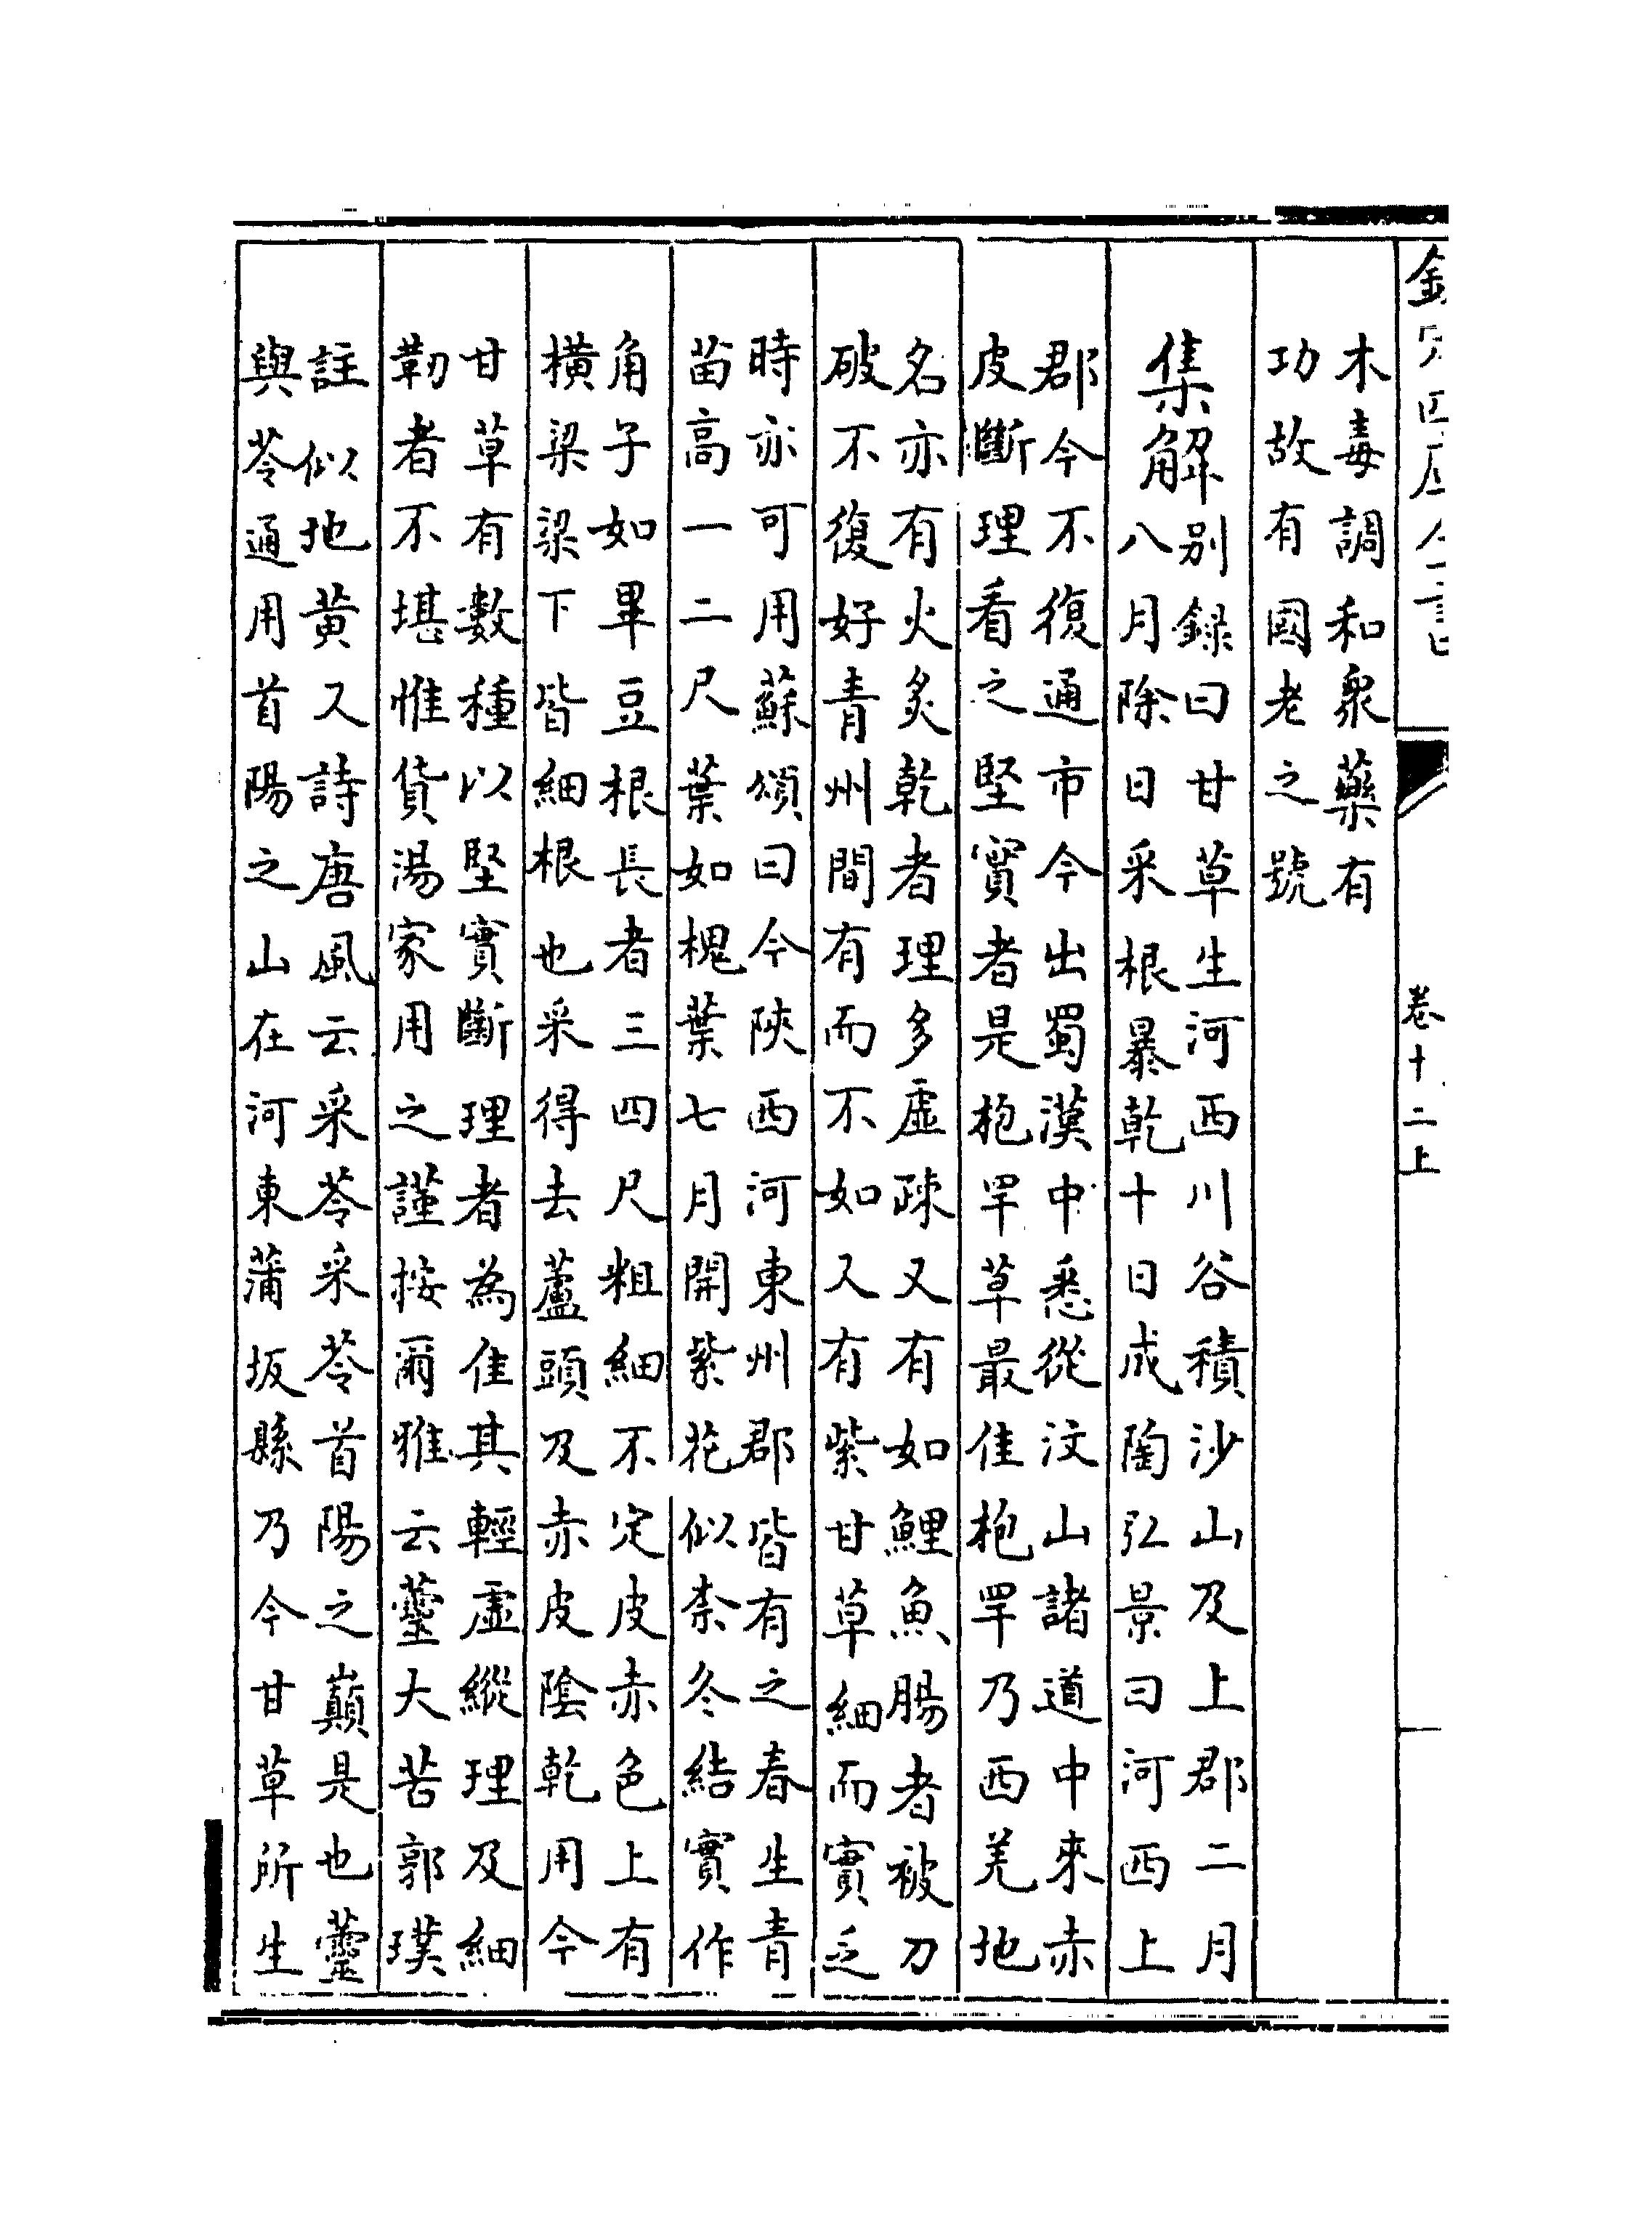 欽定四庫全書
卷十二上
木毒調和衆藥有
功故有國老之號
集解别録曰甘草生河西川谷積沙山及上郡二月
八月除日采根暴乾十日成陶弘景曰河西上
郡今不復通市今出蜀漢中悉從汶山諸道中來赤
皮斷理看之堅實者是枹罕草最佳枹罕乃西羌地
名亦有火炙乾者理多虛疎又有如鯉魚腸者被刀
破不復好青州間有而不如又有紫甘草細而實乏
時亦可用蘇頌曰今陜西河東州郡皆有之春生青
苗高一二尺葉如槐葉七月開紫花似柰冬結實作
角子如畢豆根長者三四尺粗細不定皮赤色上有
橫梁梁下皆細根也采得去蘆頭及赤皮陰乾用今
甘草有數種以堅實斷理者為佳其輕虛縱理及細
靭者不堪惟貨湯家用之謹按爾雅云蘦大苦郭璞
註似地黄又詩唐風云采苓采苓首陽之巔是也蘦
與苓通用首陽之山在河東蒲坂縣乃今甘草所生